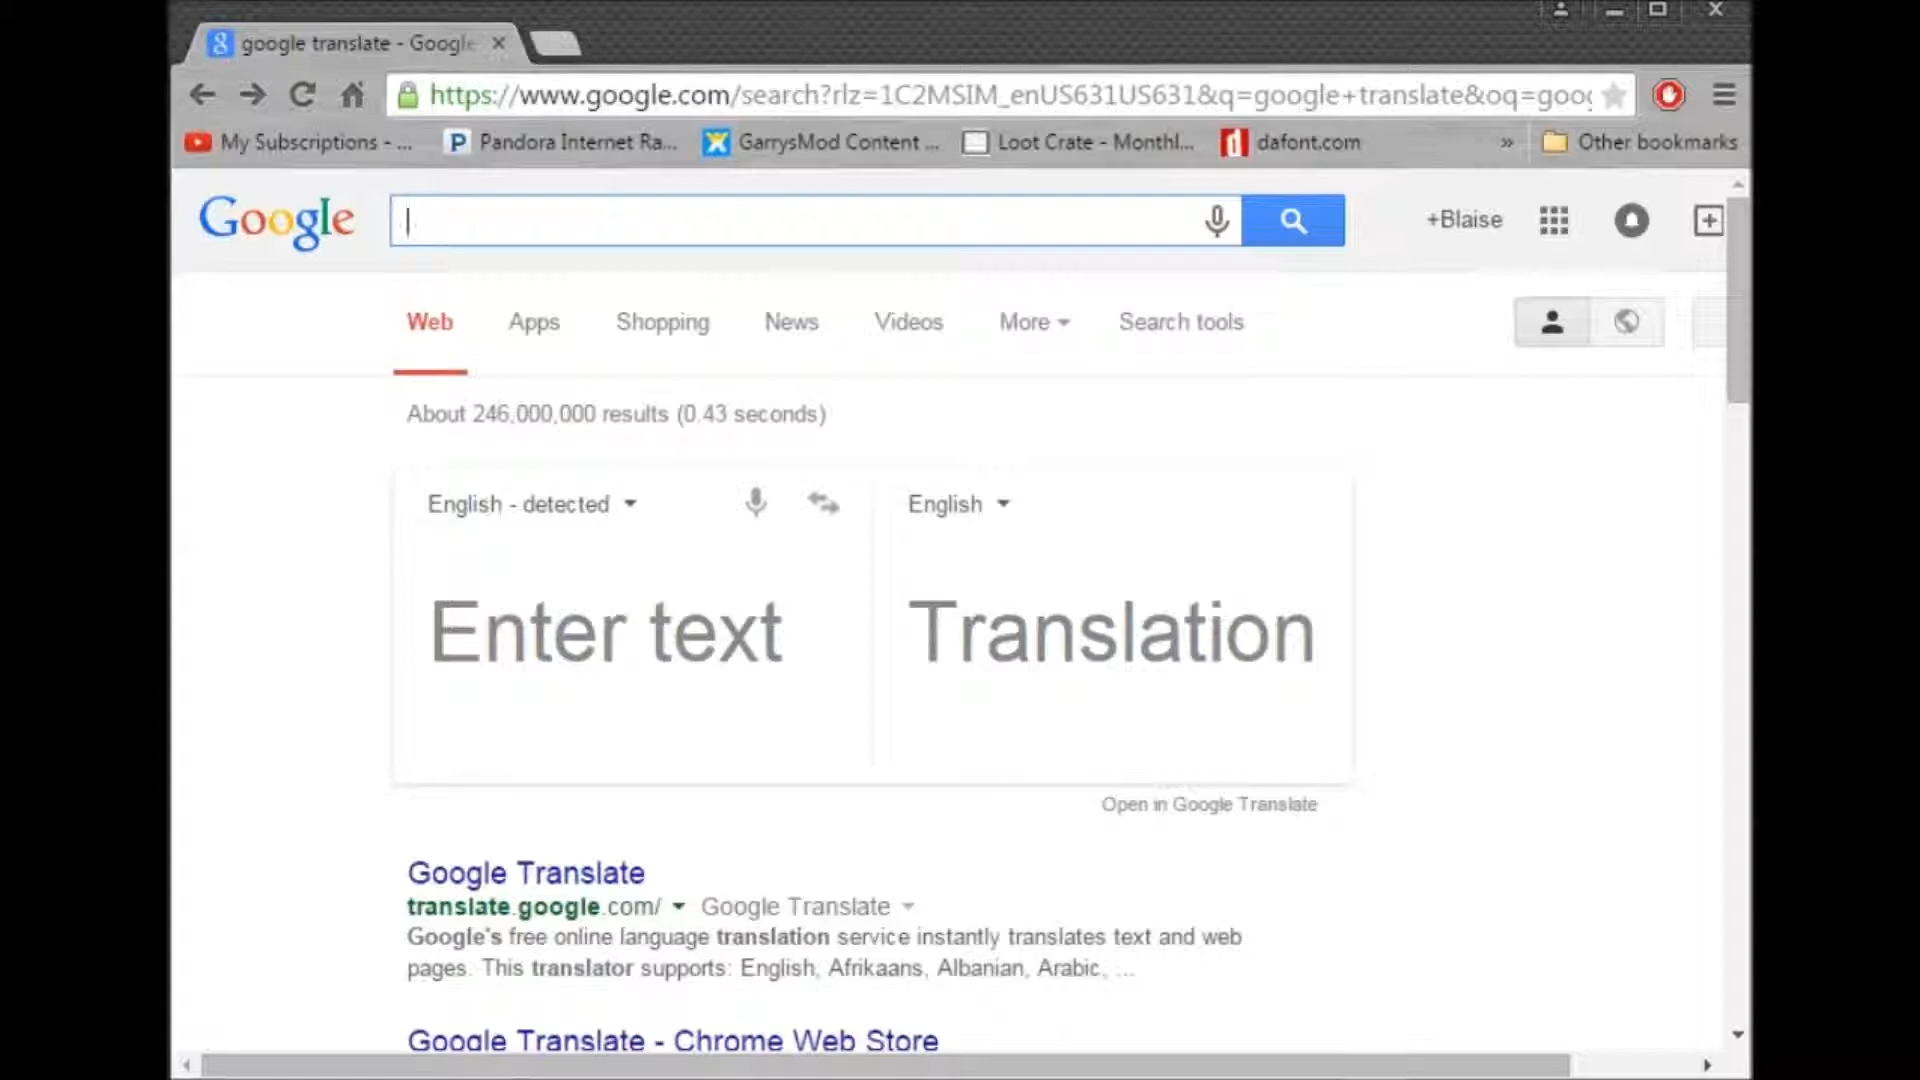 google translate - Google
https://www.google.com/search?rlz=1C2MSIM_enUS631US631&q=google+translate&oq=goog
My Subscriptions - ... Pandora Internet Ra... GarrysMod Content ... Loot Crate - Monthl... dafont.com » Other bookmarks
Google +Blaise
Web Apps Shopping News Videos More Search tools
About 246,000,000 results (0.43 seconds)
English - detected English
Enter text Translation
Open in Google Translate
Google Translate
translate.google.com/ Google Translate
Google's free online language translation service instantly translates text and web
pages. This translator supports: English, Afrikaans, Albanian, Arabic, ...
Google Translate - Chrome Web Store